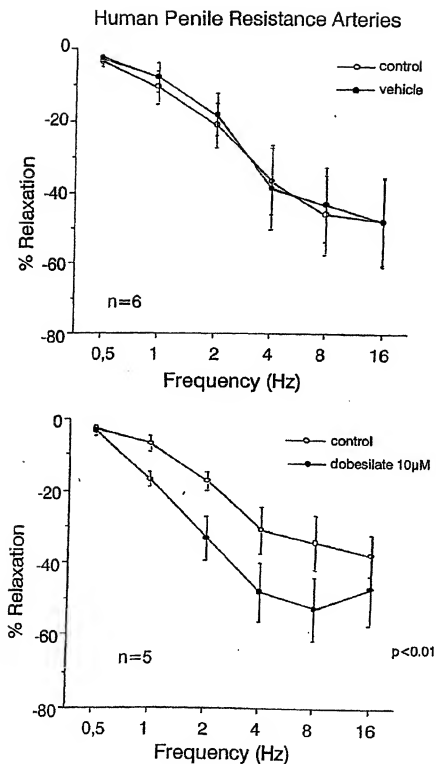 Human Penile Resistance Arteries
0
-20
-40
-60
-80
% Relaxation
control
vehicle
n=6
0,5 1 2 4 8 16
Frequency (Hz)
0
-20
-40
-60
-80
% Relaxation
control
dobesilate 10µM
n=5
p<0.01
0,5 1 2 4 8 16
Frequency (Hz)